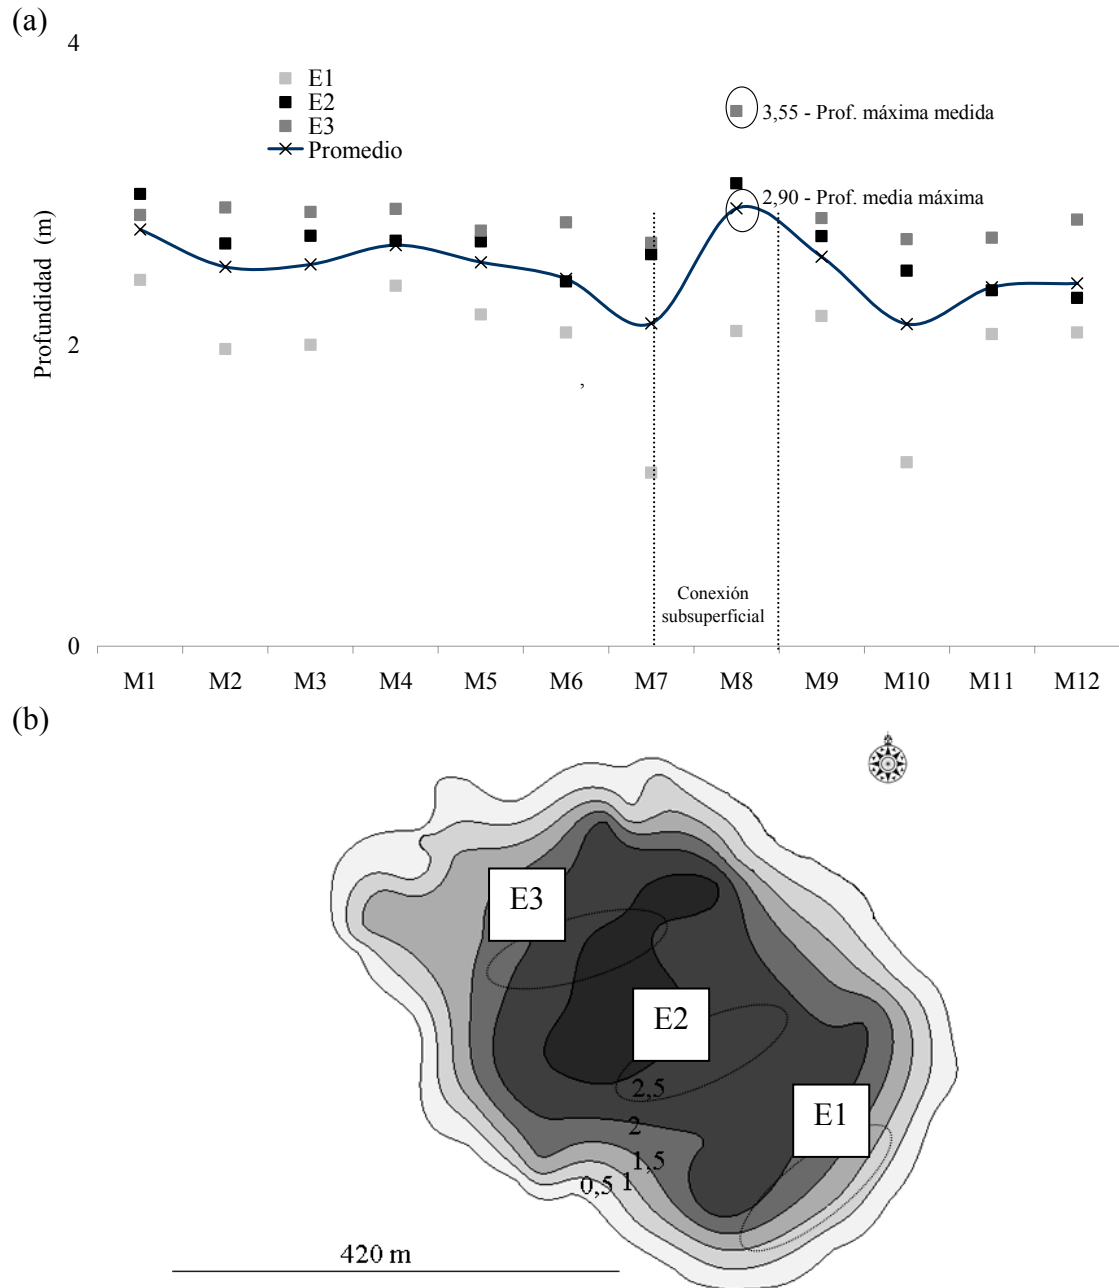 (a)
4
E1
E2
E3
Promedio
3,55 - Prof. máxima medida
2,90 - Prof. media máxima
Profundidad (m)
2
,
Conexión
subsuperficial
0
M1 M2 M3 M4 M5 M6 M7 M8 M9 M10 M11 M12
(b)
E3
E2
2,5
E1
2
1,5
0,5 1
420 m